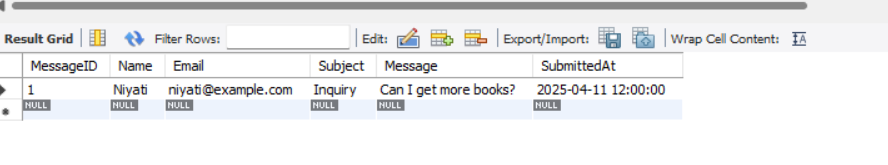 Result Grid Filter Rows: Edit: Export/Import: Wrap Cell Content:
MessageID Name Email Subject Message SubmittedAt
1 Niyati niyati@example.com Inquiry Can I get more books? 2025-04-11 12:00:00
NULL NULL NULL NULL NULL NULL